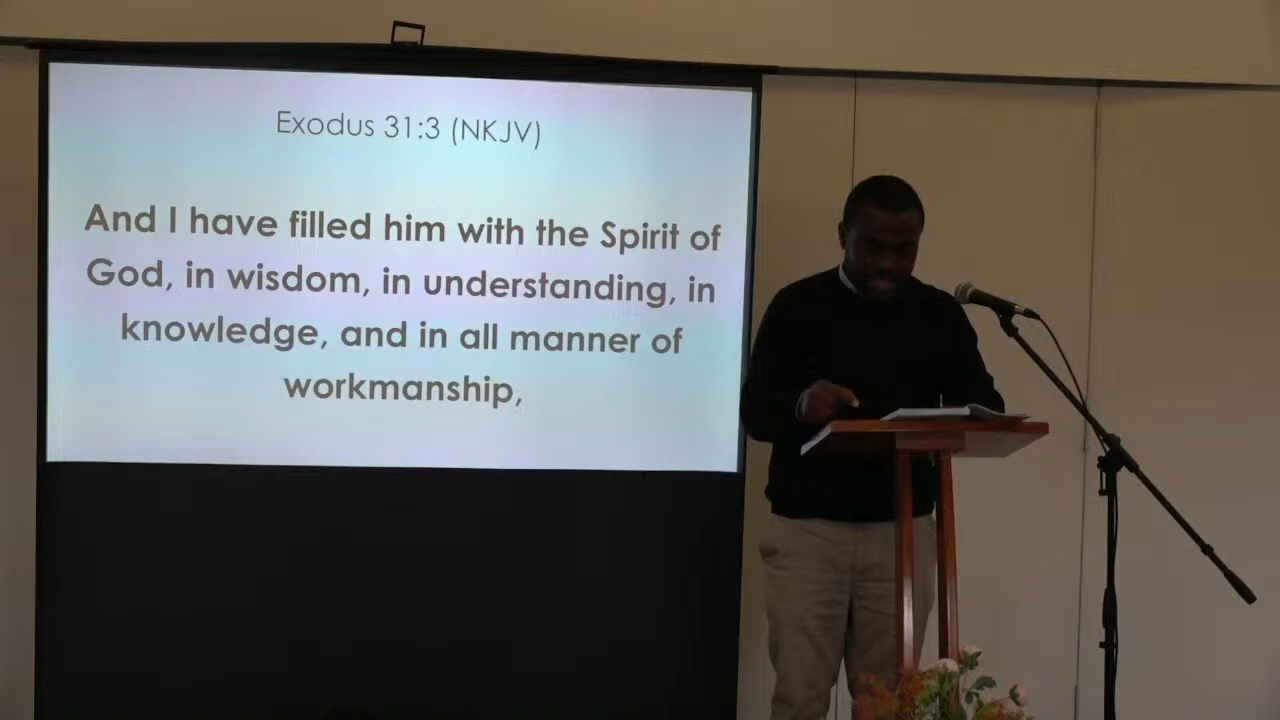 Exodus 31:3 (NKJV)
And I have filled him with the Spirit of
God, in wisdom, in understanding, in
knowledge, and in all manner of
workmanship,